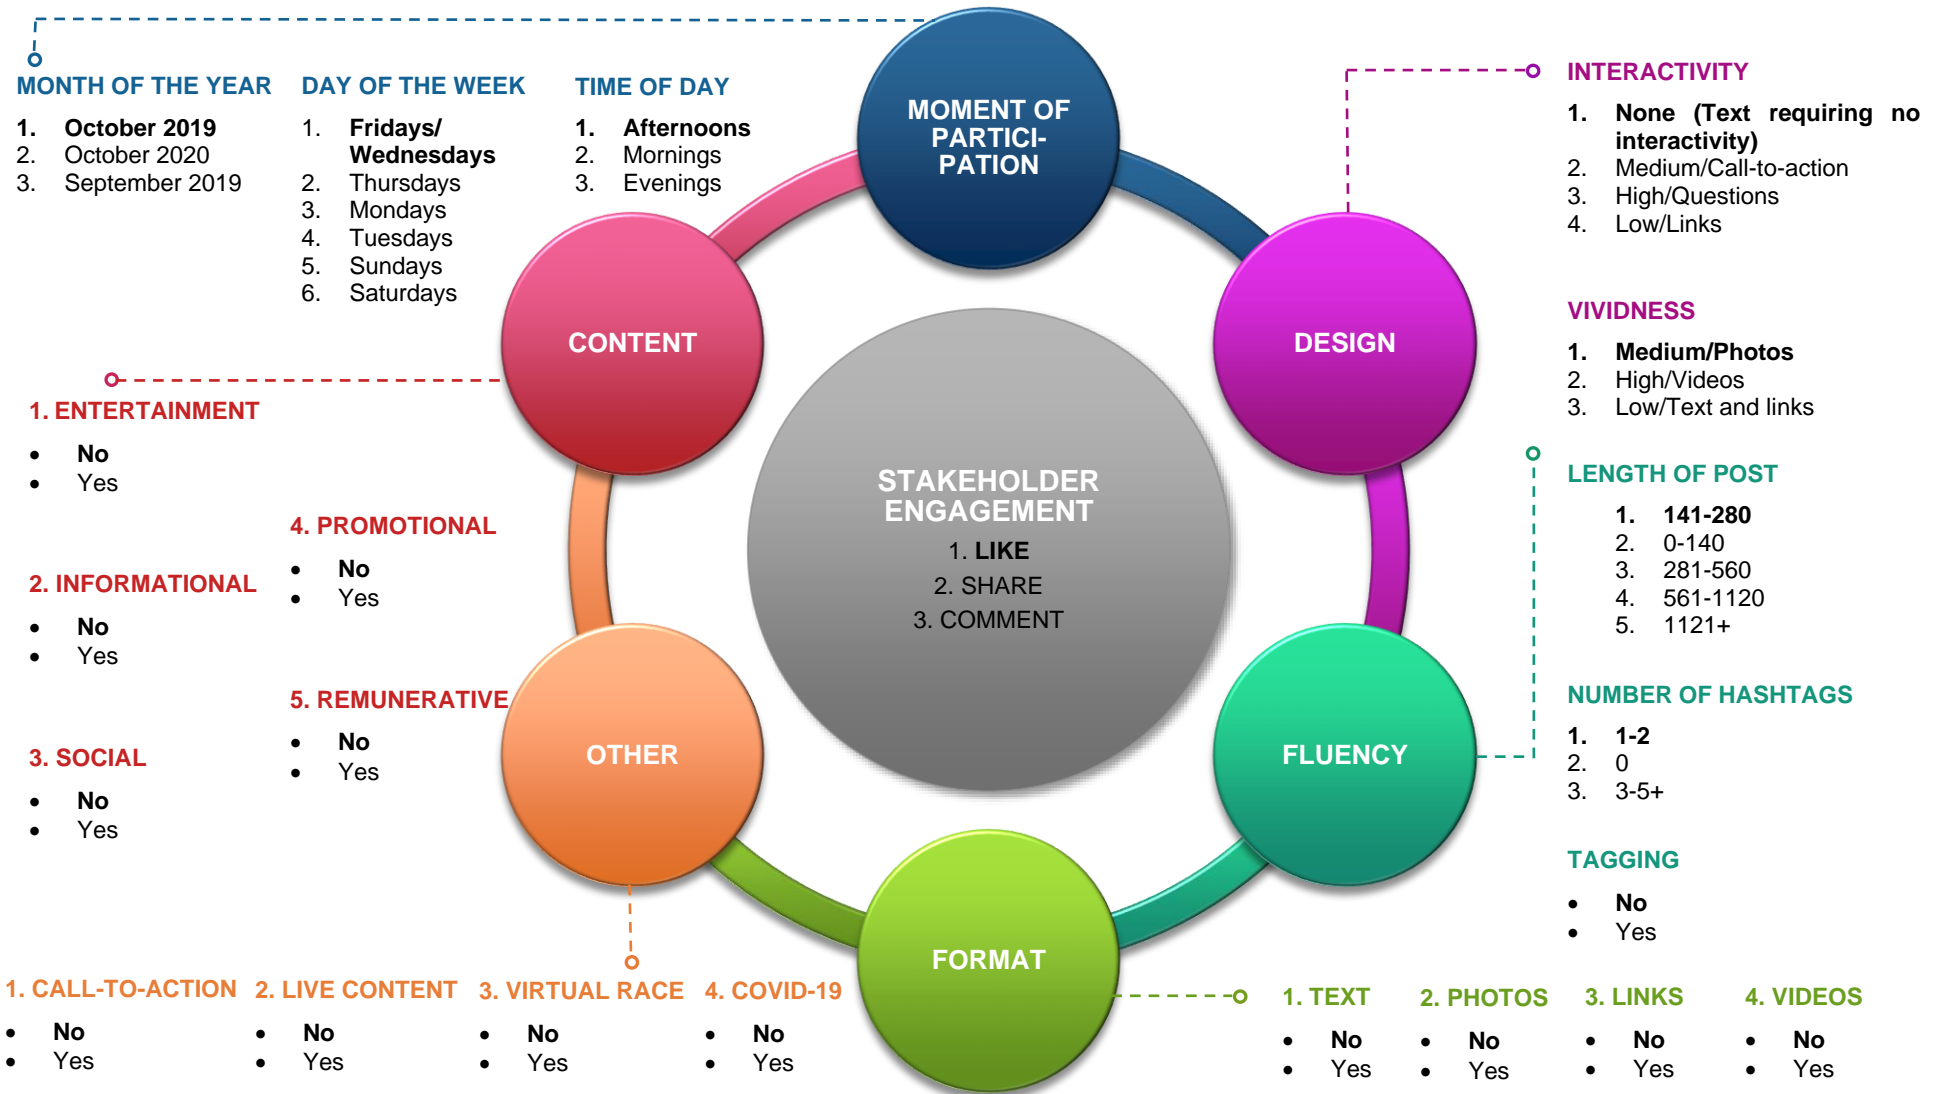 MOMENT OF
PARTICI-
PATION
MONTH OF THE YEAR
1. October 2019
2. October 2020
3. September 2019
DAY OF THE WEEK
1. Fridays/
Wednesdays
2. Thursdays
3. Mondays
4. Tuesdays
5. Sundays
6. Saturdays
TIME OF DAY
1. Afternoons
2. Mornings
3. Evenings
DESIGN
INTERACTIVITY
1. None (Text requiring no
interactivity)
2. Medium/Call-to-action
3. High/Questions
4. Low/Links
VIVIDNESS
1. Medium/Photos
2. High/Videos
3. Low/Text and links
FLUENCY
LENGTH OF POST
1. 141-280
2. 0-140
3. 281-560
4. 561-1120
5. 1121+
NUMBER OF HASHTAGS
1. 1-2
2. 0
3. 3-5+
TAGGING
• No
• Yes
FORMAT
1. TEXT
• No
• Yes
2. PHOTOS
• No
• Yes
3. LINKS
• No
• Yes
4. VIDEOS
• No
• Yes
OTHER
1. CALL-TO-ACTION
• No
• Yes
2. LIVE CONTENT
• No
• Yes
3. VIRTUAL RACE
• No
• Yes
4. COVID-19
• No
• Yes
CONTENT
1. ENTERTAINMENT
• No
• Yes
2. INFORMATIONAL
• No
• Yes
3. SOCIAL
• No
• Yes
4. PROMOTIONAL
• No
• Yes
5. REMUNERATIVE
• No
• Yes
STAKEHOLDER
ENGAGEMENT
1. LIKE
2. SHARE
3. COMMENT